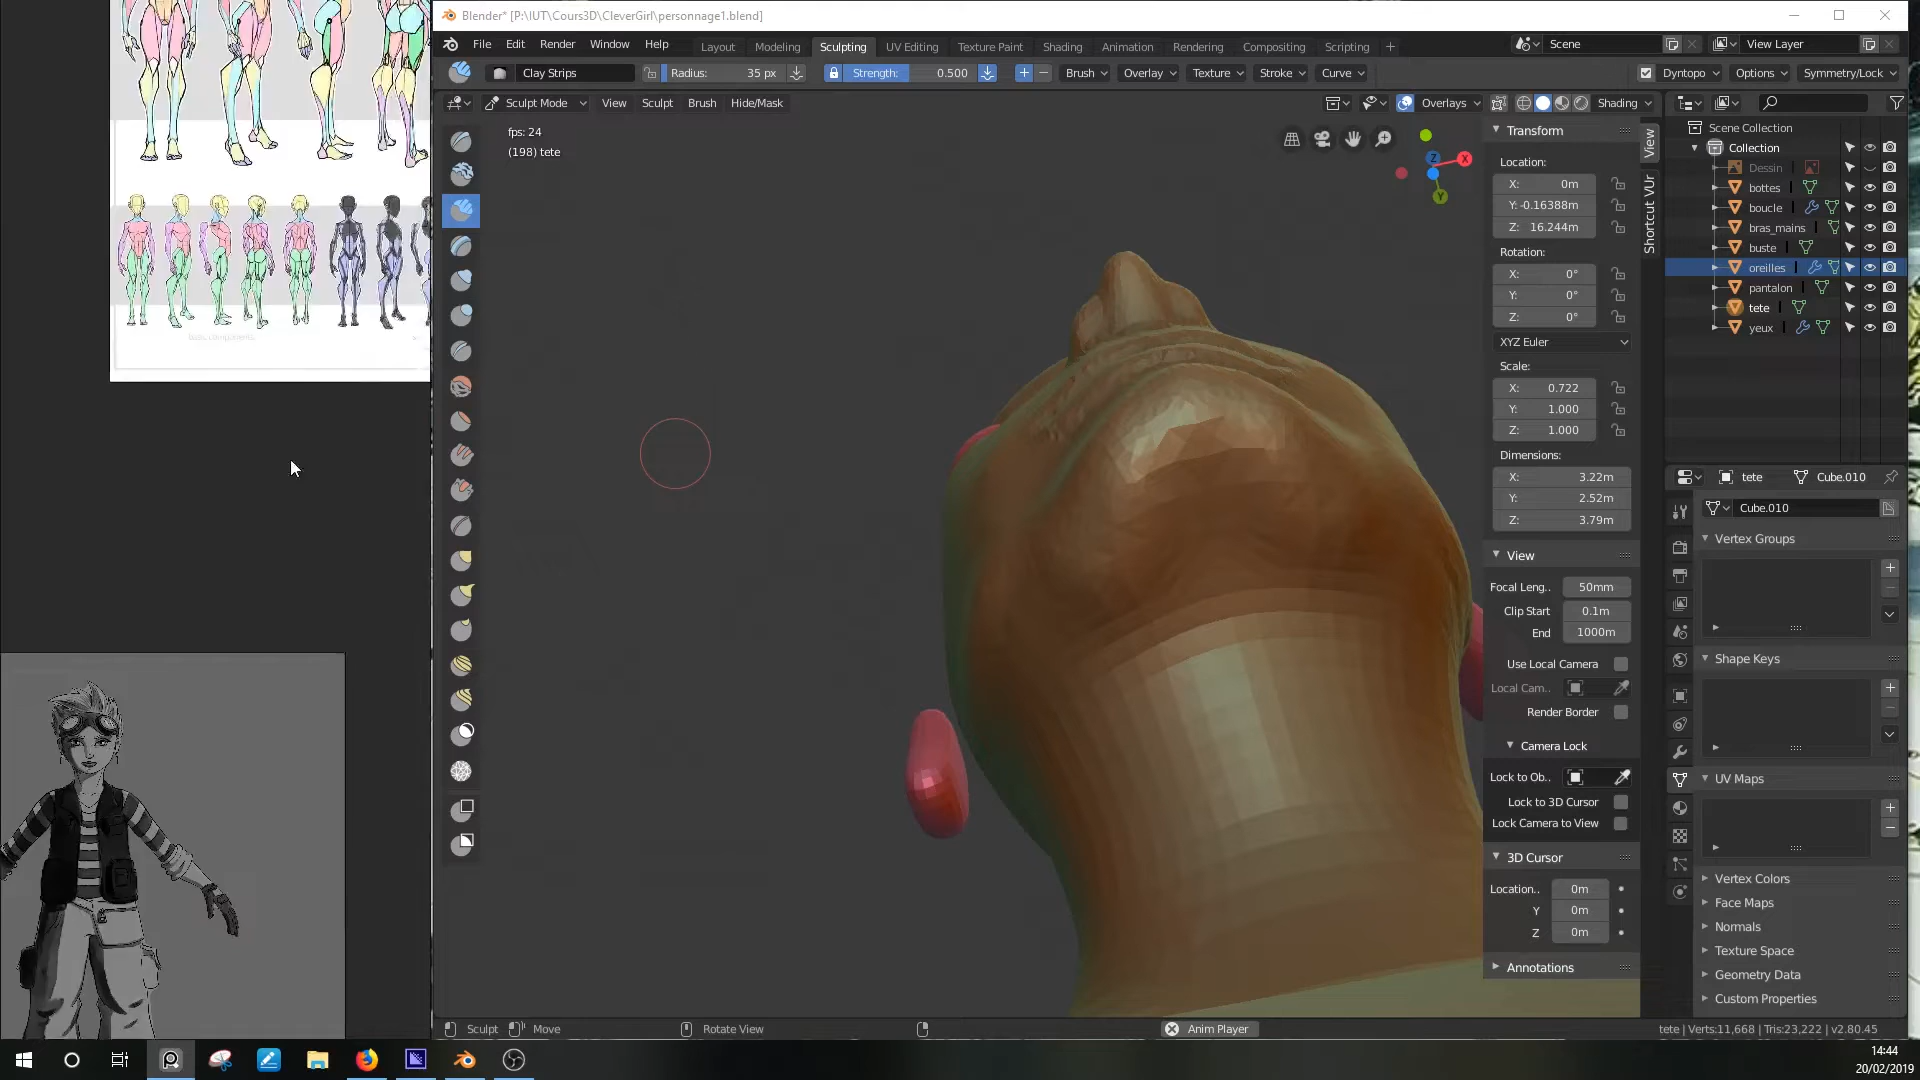 Blender* [P:\IUT\Cours3D\CleverGirl\personnage1.blend]
File Edit Render Window Help Layout Modeling Sculpting UV Editing Texture Paint Shading Animation Rendering Compositing Scripting + Scene View Layer
Clay Strips Radius: 35 px Strength: 0.500 Brush Overlay Texture Stroke Curve Dyntopo Options Symmetry/Lock
Sculpt Mode View Sculpt Brush Hide/Mask Overlays Shading
fps: 24
(198) tete
Z X Y
Transform
Location:
X: 0m
Y: -0.16388m
Z: 16.244m
Rotation:
X: 0°
Y: 0°
Z: 0°
XYZ Euler
Scale:
X: 0.722
Y: 1.000
Z: 1.000
Dimensions:
X: 3.22m
Y: 2.52m
Z: 3.79m
View
Focal Leng.. 50mm
Clip Start 0.1m
End 1000m
Use Local Camera
Local Cam..
Render Border
Camera Lock
Lock to Ob..
Lock to 3D Cursor
Lock Camera to View
3D Cursor
Location.. 0m
Y 0m
Z 0m
Annotations
View
Shortcut VUr
Scene Collection
Collection
Dessin
bottes
boucle
bras_mains
buste
oreilles
pantalon
tete
yeux
tete Cube.010
Cube.010
Vertex Groups
Shape Keys
UV Maps
Vertex Colors
Face Maps
Normals
Texture Space
Geometry Data
Custom Properties
Sculpt Move Rotate View Anim Player tete | Verts:11,668 | Tris:23,222 | v2.80.45
14:44
20/02/2019